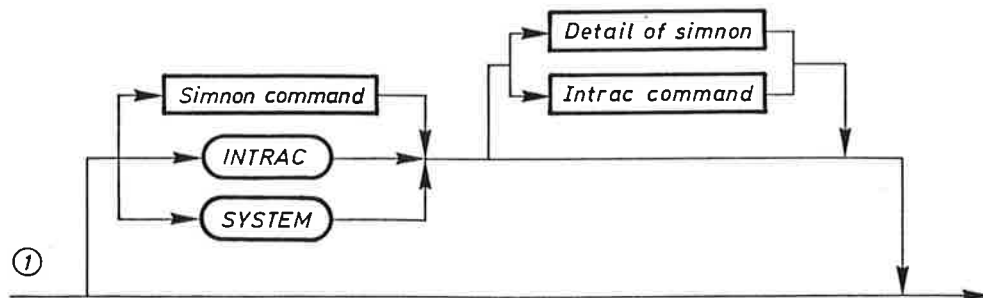 Detail of simnon
Simnon command
Intrac command
INTRAC
SYSTEM
1